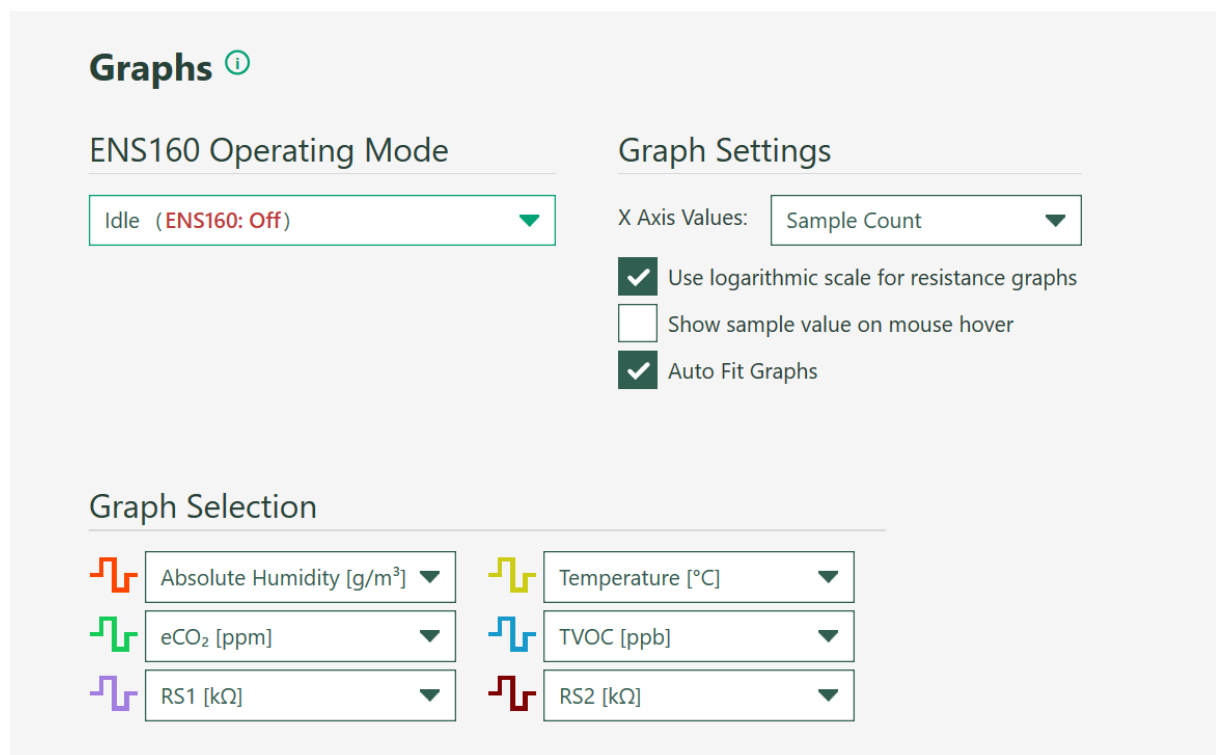 Graphs
ENS160 Operating Mode
Idle (ENS160: Off)
Graph Settings
X Axis Values: Sample Count
Use logarithmic scale for resistance graphs
Show sample value on mouse hover
Auto Fit Graphs
Graph Selection
Absolute Humidity [g/m³] Temperature [°C]
eCO₂ [ppm] TVOC [ppb]
RS1 [kΩ] RS2 [kΩ]